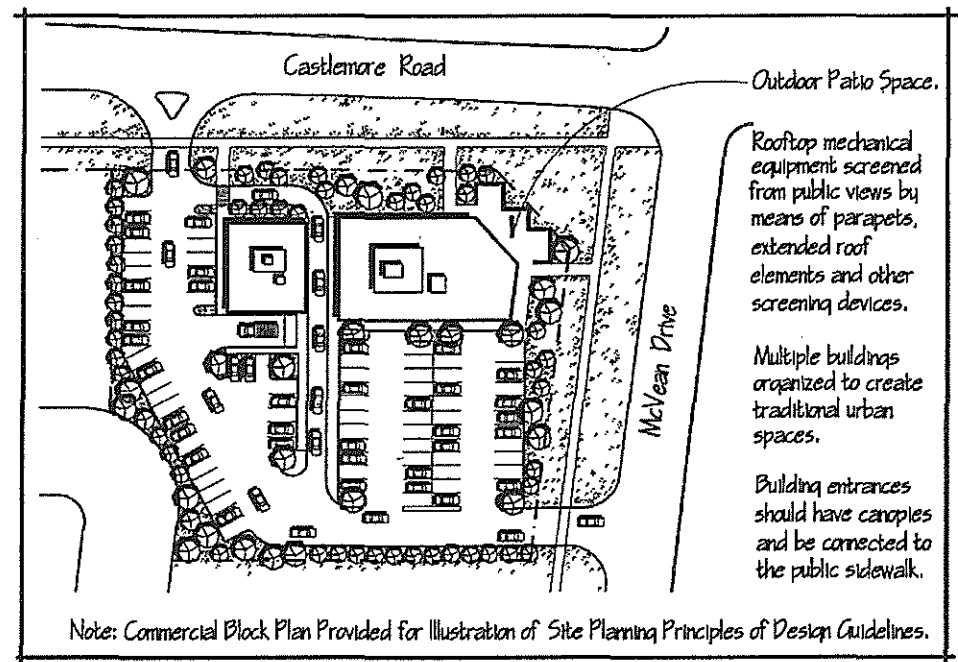 Castlemore Road
Outdoor Patio Space.
Rooftop mechanical
equipment screened
from public views by
means of parapets,
extended roof
elements and other
screening devices.
McVean Drive
Multiple buildings
organized to create
traditional urban
spaces.
Building entrances
should have canopies
and be connected to
the public sidewalk.
Note: Commercial Block Plan Provided for Illustration of Site Planning Principles of Design Guidelines.